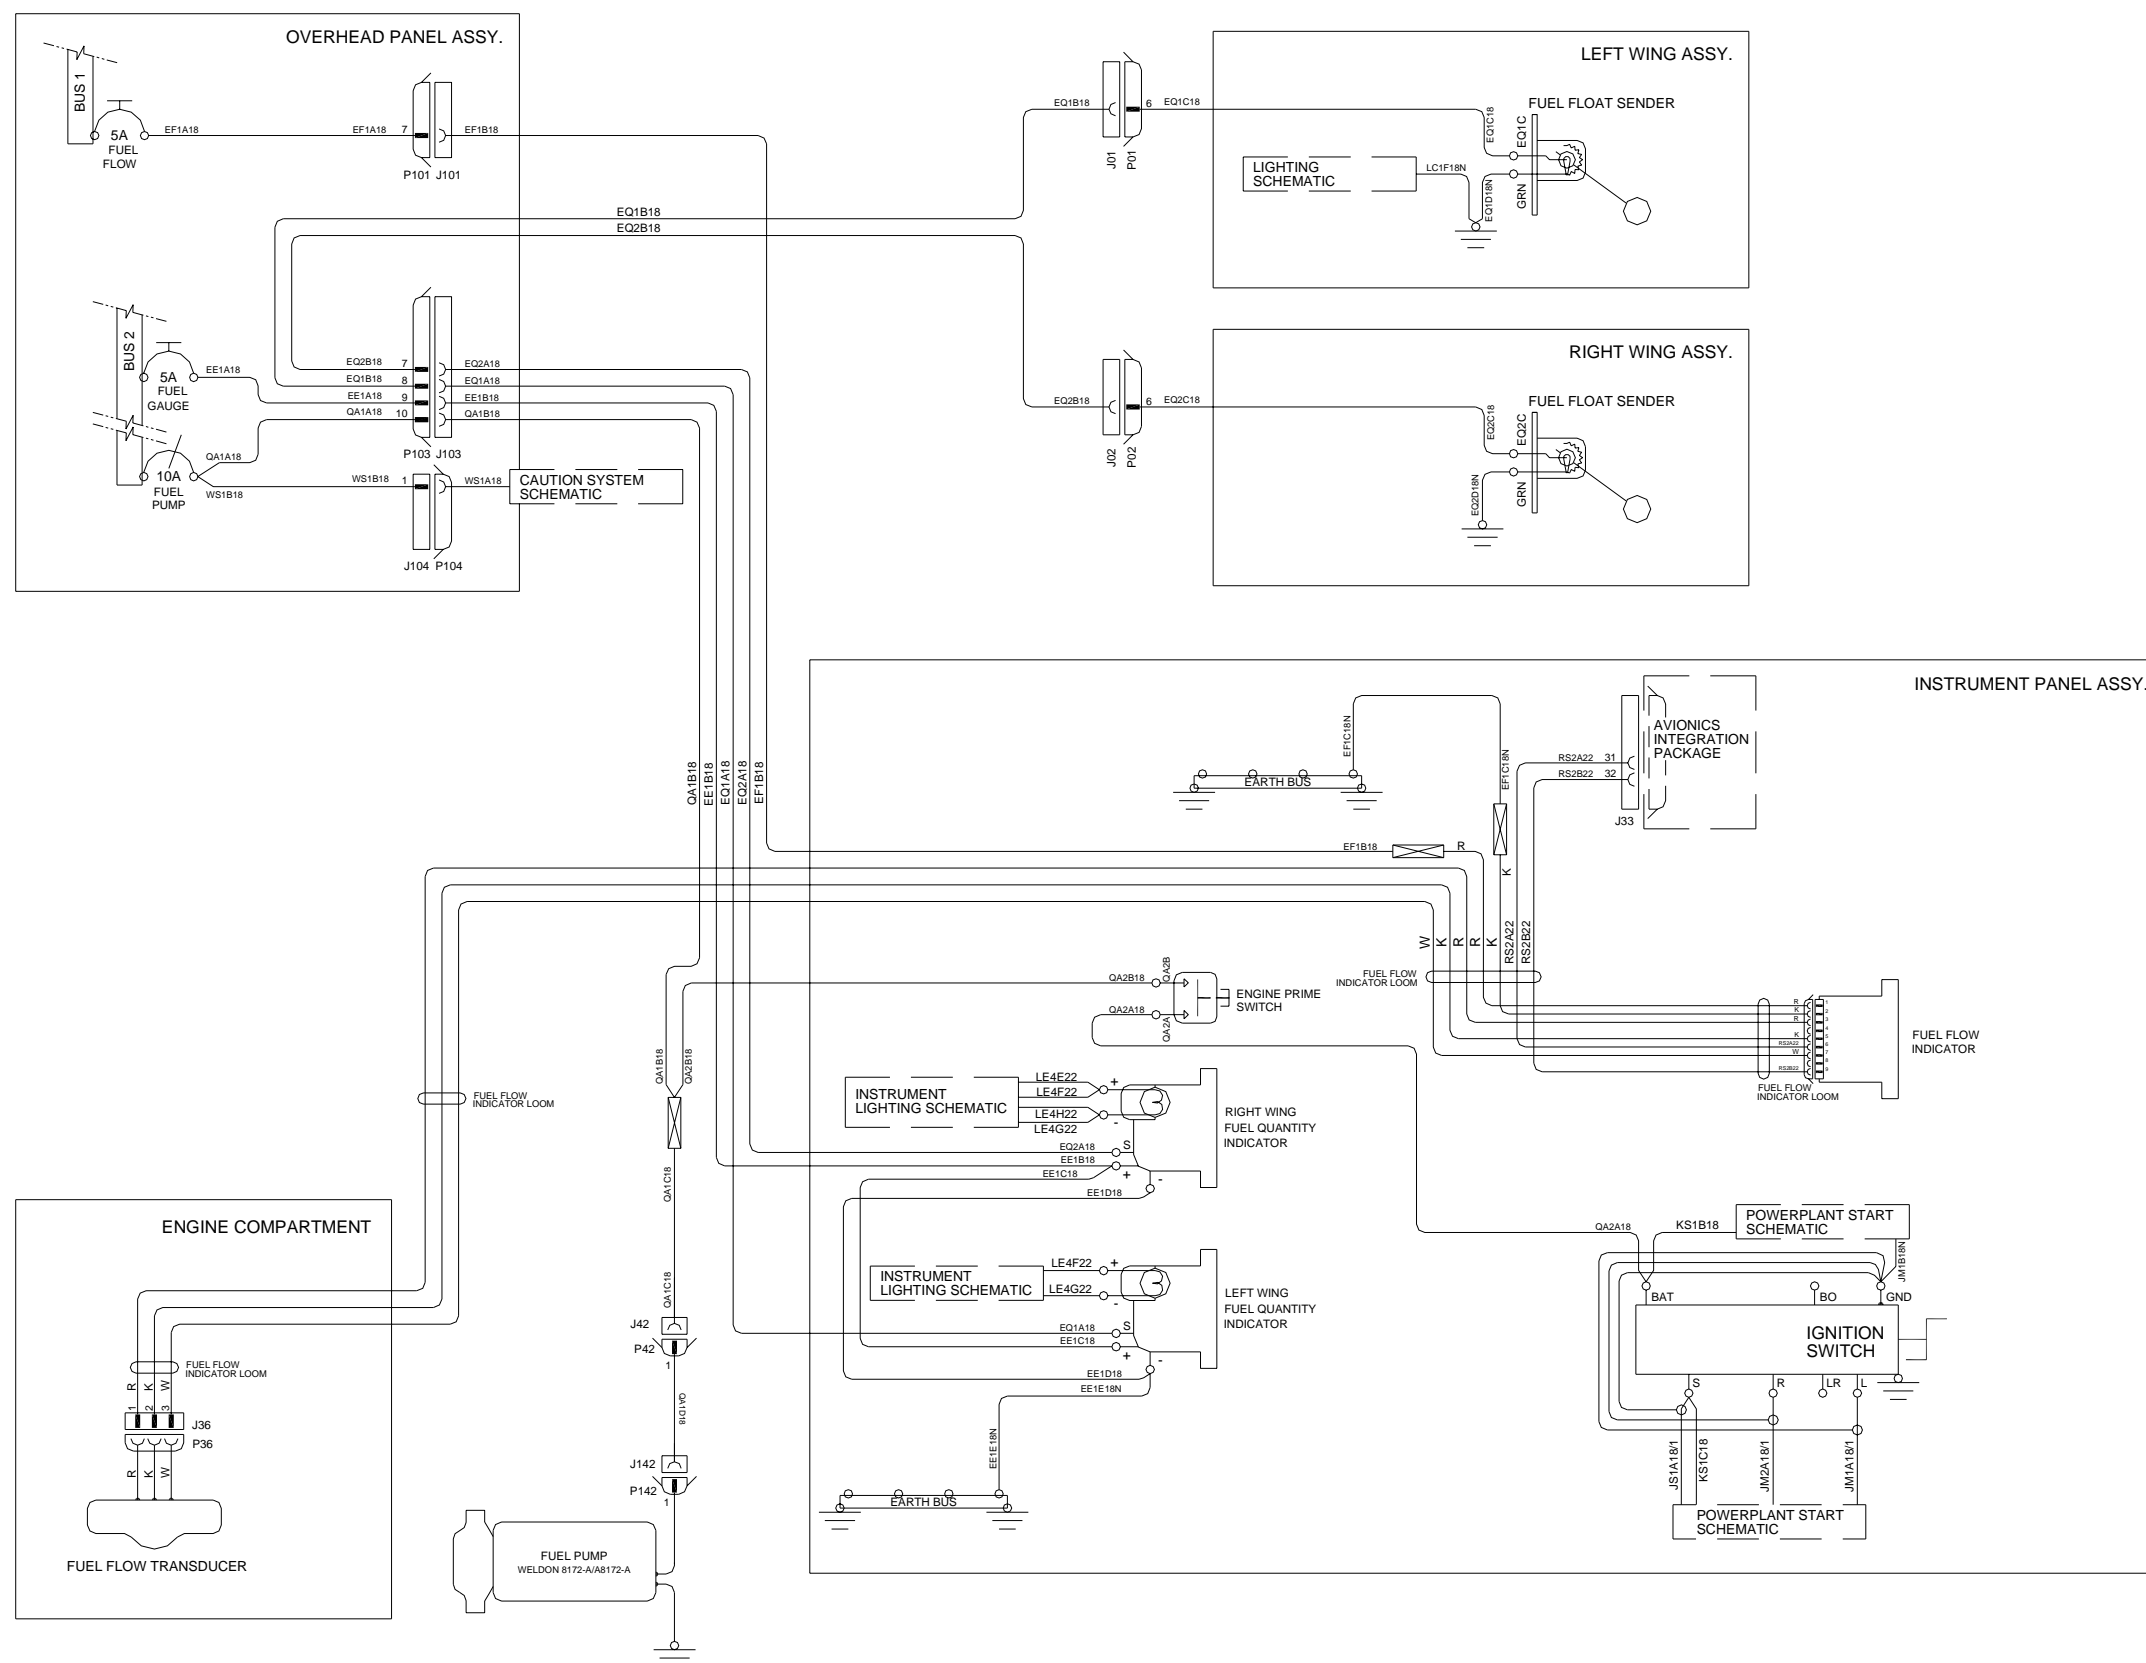 OVERHEAD PANEL ASSY.
BUS 1
5A
FUEL
FLOW
EF1A18
EF1A18
7
EF1B18
P101 J101
EQ1B18
EQ2B18
BUS 2
5A
FUEL
GAUGE
EE1A18
EQ2B18
7
EQ2A18
EQ1B18
8
EQ1A18
EE1A18
9
EE1B18
QA1A18
10
QA1B18
P103 J103
10A
FUEL
PUMP
QA1A18
WS1B18
WS1B18
1
WS1A18
CAUTION SYSTEM
SCHEMATIC
J104 P104
LEFT WING ASSY.
EQ1B18
6
EQ1C18
J01
P01
FUEL FLOAT SENDER
EQ1C18
EQ1C
LIGHTING
SCHEMATIC
LC1F18N
EQ1D18N
GRN
RIGHT WING ASSY.
EQ2B18
6
EQ2C18
J02
P02
FUEL FLOAT SENDER
EQ2C18
EQ2C
EQ2D18N
GRN
INSTRUMENT PANEL ASSY.
QA1B18
EE1B18
EQ1A18
EQ2A18
EF1B18
EF1C18N
EARTH BUS
EF1C18N
RS2A22
31
RS2B22
32
J33
AVIONICS
INTEGRATION
PACKAGE
EF1B18
R
K
W
K
R
R
K
RS2A22
RS2B22
FUEL FLOW
INDICATOR LOOM
QA2B18
QA2B
QA2A18
QA2A
ENGINE PRIME
SWITCH
R
1
K
2
R
3
4
K
5
RS2A22
6
W
7
8
RS2B22
9
FUEL FLOW
INDICATOR LOOM
FUEL FLOW
INDICATOR
QA1B18
QA2B18
FUEL FLOW
INDICATOR LOOM
INSTRUMENT
LIGHTING SCHEMATIC
LE4E22
+
LE4F22
LE4H22
-
LE4G22
EQ2A18
S
EE1B18
EE1C18
+
-
EE1D18
RIGHT WING
FUEL QUANTITY
INDICATOR
QA1C18
QA1C18
INSTRUMENT
LIGHTING SCHEMATIC
LE4F22
+
LE4G22
-
EQ1A18
S
EE1C18
+
-
EE1D18
EE1E18N
LEFT WING
FUEL QUANTITY
INDICATOR
EE1E18N
EARTH BUS
QA2A18
KS1B18
POWERPLANT START
SCHEMATIC
JM1B18N
BAT
BO
GND
IGNITION
SWITCH
S
R
LR
L
JS1A18/1
KS1C18
JM2A18/1
JM1A18/1
POWERPLANT START
SCHEMATIC
ENGINE COMPARTMENT
FUEL FLOW
INDICATOR LOOM
R
K
W
1
2
3
J36
P36
R
K
W
FUEL FLOW TRANSDUCER
J42
P42
1
QA1D18
J142
P142
1
FUEL PUMP
WELDON 8172-A/A8172-A